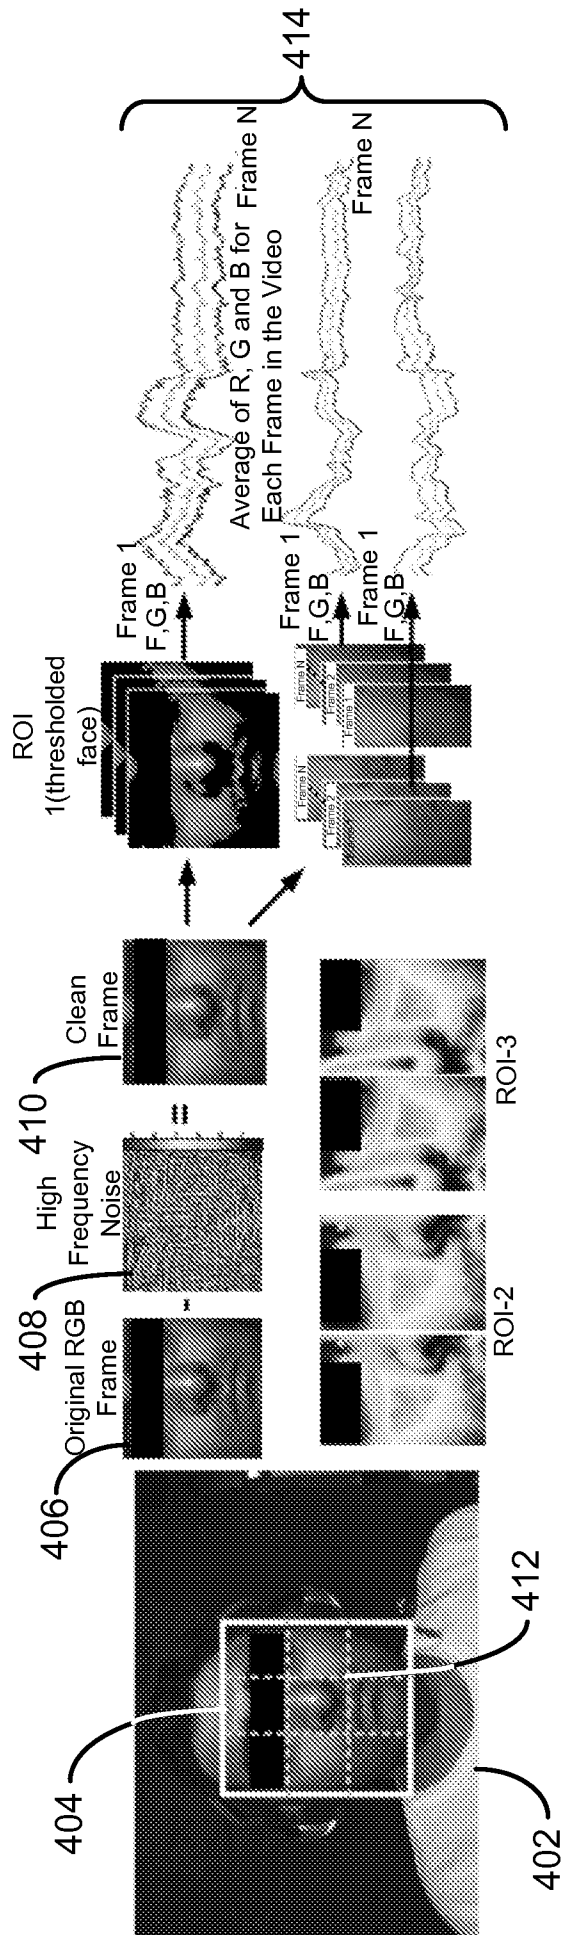 404
402
412
406
Original RGB
Frame
408
High
Frequency
Noise
410
Clean
Frame
ROI
1(thresholded
face)
Frame 1
F,G,B
Average of R, G and B for
Each Frame in the Video
Frame N
ROI-2
ROI-3
Frame N
Frame 2
Frame N
Frame 2
Frame 1
Frame 1
F,G,B
Frame N
Frame 1
F,G,B
414